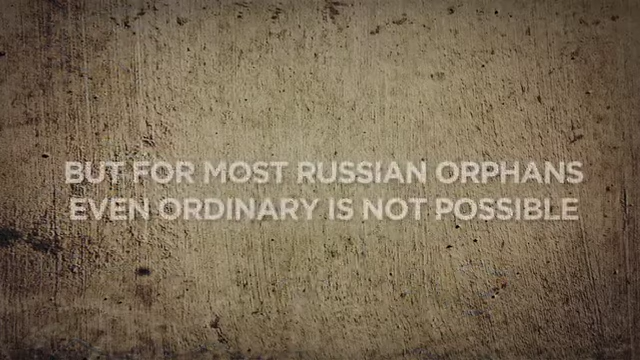 BUT FOR MOST RUSSIAN ORPHANS
EVEN ORDINARY IS NOT POSSIBLE